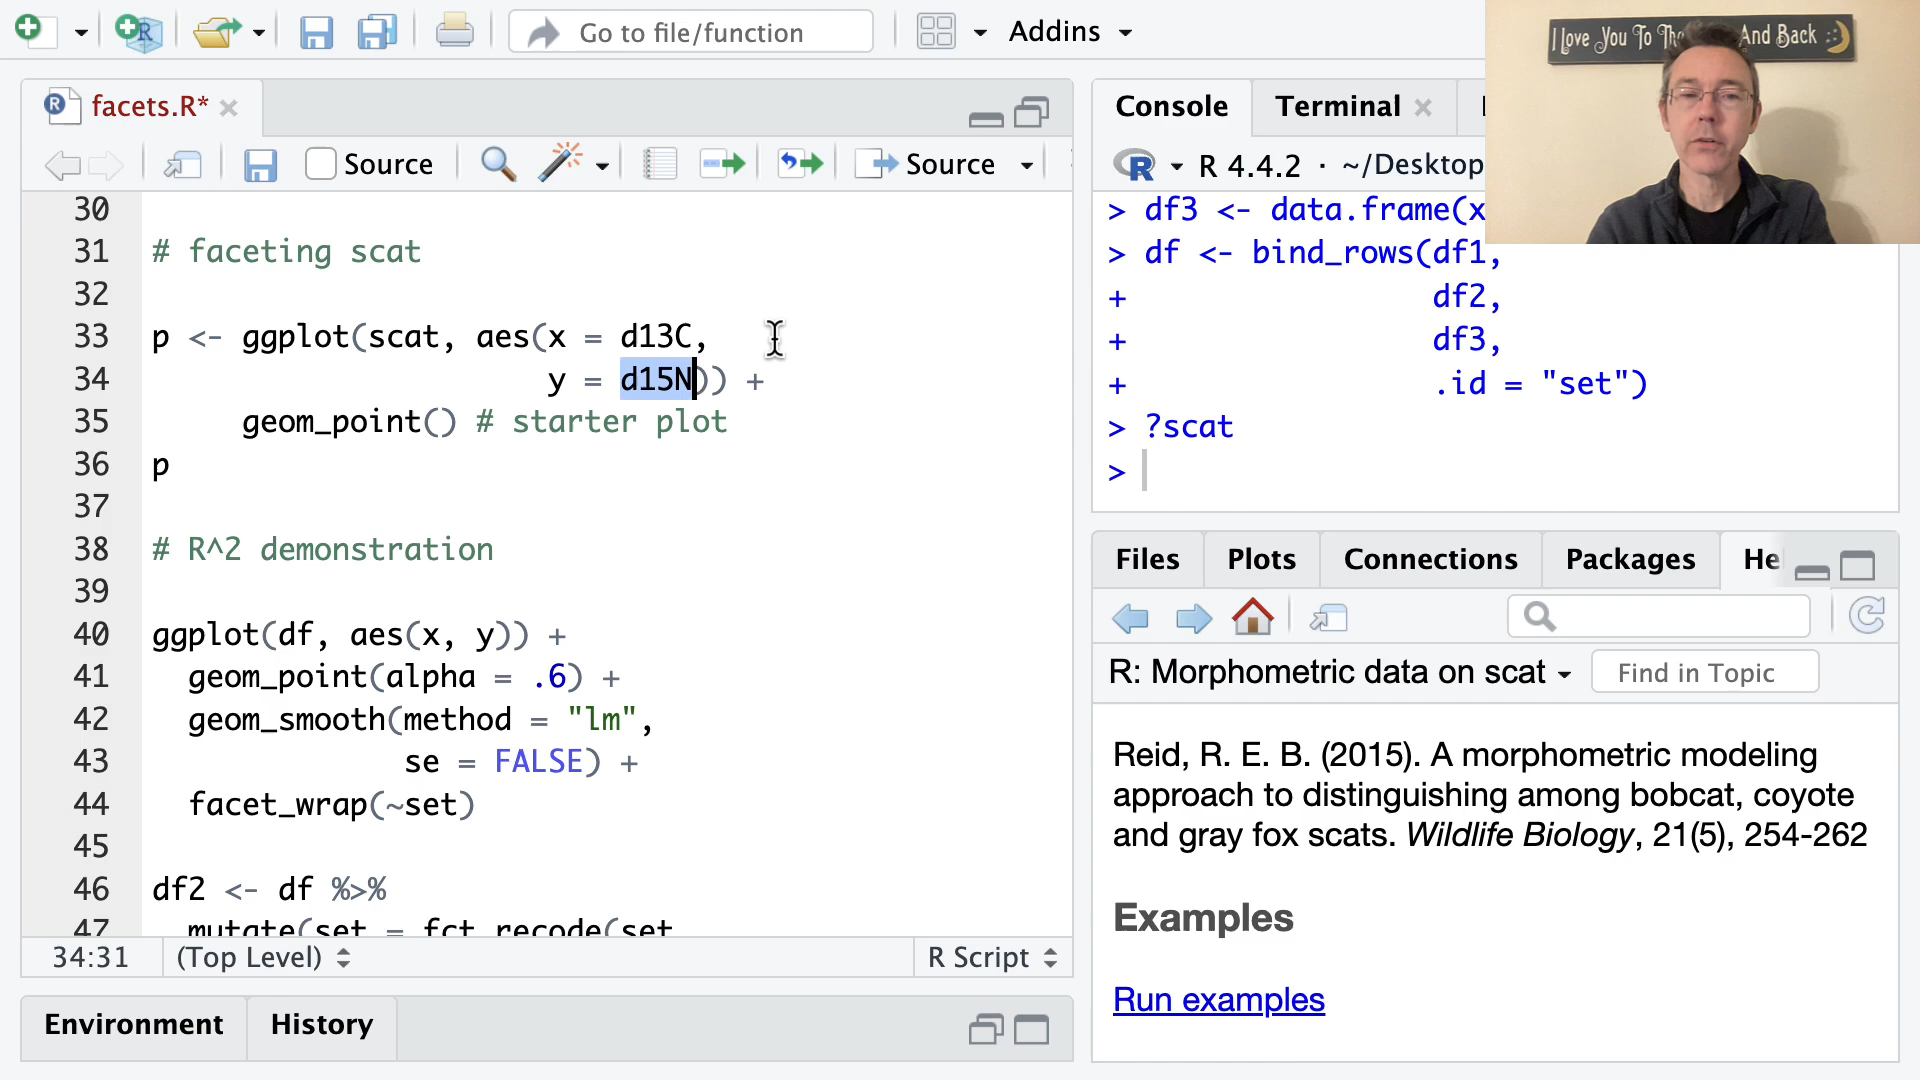 Go to file/function
Addins
I love You To The And Back
facets.R*
Source
Source
30
31 # faceting scat
32
33 p <- ggplot(scat, aes(x = d13C,
34 y = d15N)) +
35 geom_point() # starter plot
36 p
37
38 # R^2 demonstration
39
40 ggplot(df, aes(x, y)) +
41 geom_point(alpha = .6) +
42 geom_smooth(method = "lm",
43 se = FALSE) +
44 facet_wrap(~set)
45
46 df2 <- df %>%
47 mutate(set = fct_recode(set
34:31 (Top Level) R Script
Environment History
Console Terminal
R 4.4.2 · ~/Desktop
> df3 <- data.frame(x
> df <- bind_rows(df1,
+ df2,
+ df3,
+ .id = "set")
> ?scat
>
Files Plots Connections Packages He
R: Morphometric data on scat Find in Topic
Reid, R. E. B. (2015). A morphometric modeling
approach to distinguishing among bobcat, coyote
and gray fox scats. Wildlife Biology, 21(5), 254-262
Examples
Run examples